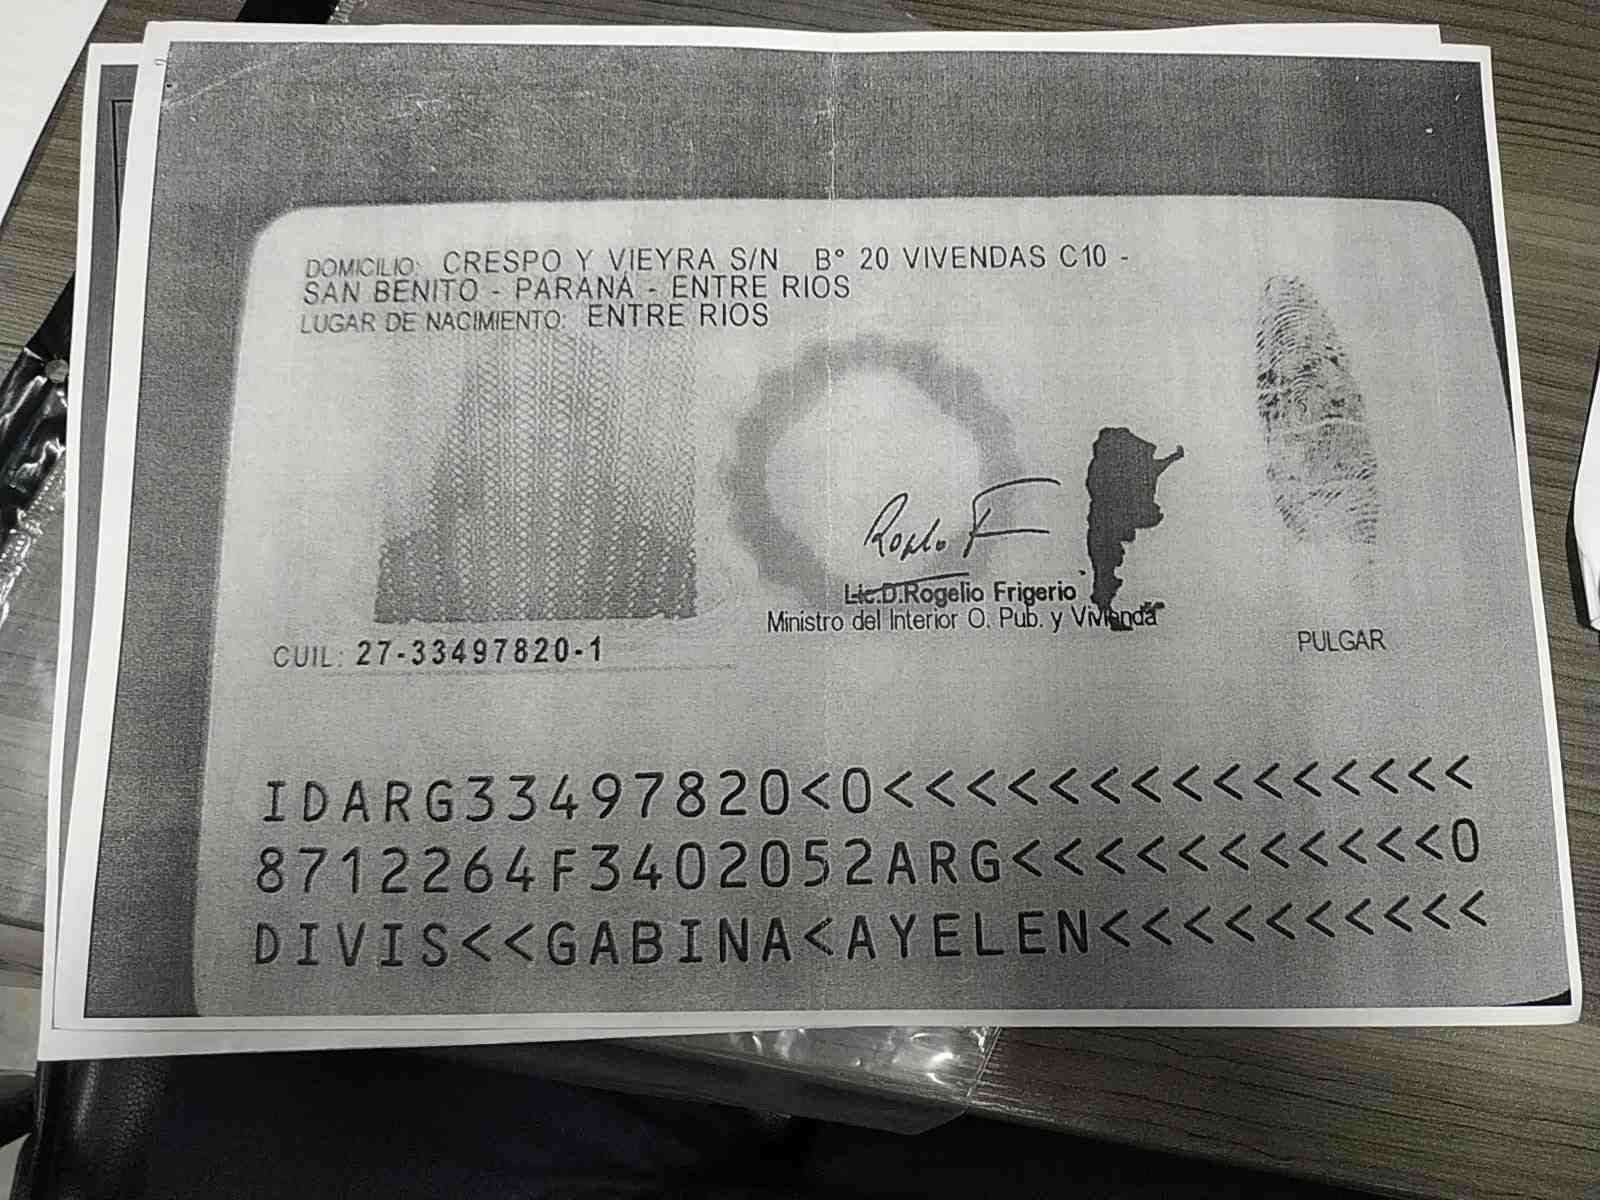 DOMICILIO: CRESPO Y VIEYRA S/N B° 20 VIVENDAS C10 -
SAN BENITO - PARANÁ - ENTRE RIOS
LUGAR DE NACIMIENTO: ENTRE RIOS
Lic.D.Rogelio Frigerio
Ministro del Interior O. Pub. y Vivienda
PULGAR
CUIL: 27-33497820-1
IDARG33497820<0<<<<<<<<<<<<<<<
8712264F3402052ARG<<<<<<<<<<<0
DIVIS<<GABINA<AYELEN<<<<<<<<<<